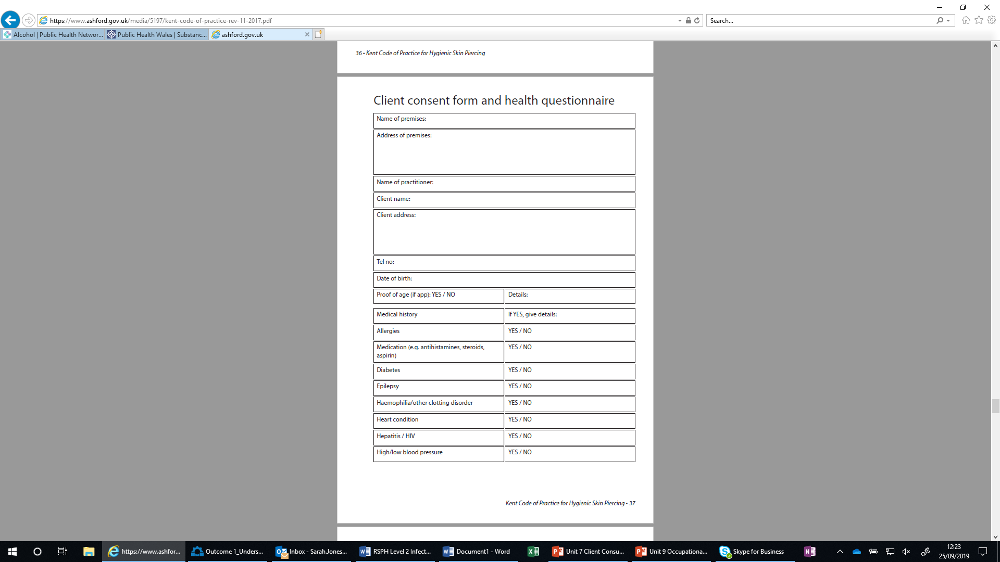 https://www.ashford.gov.uk/media/5197/kent-code-of-practice-rev-11-2017.pdf
Search...
Alcohol | Public Health Networ...
Public Health Wales | Substanc...
ashford.gov.uk
36 • Kent Code of Practice for Hygienic Skin Piercing
Client consent form and health questionnaire
Name of premises:
Address of premises:
Name of practitioner:
Client name:
Client address:
Tel no:
Date of birth:
Proof of age (if app): YES / NO
Details:
Medical history
If YES, give details:
Allergies
YES / NO
Medication (e.g. antihistamines, steroids,
aspirin)
YES / NO
Diabetes
YES / NO
Epilepsy
YES / NO
Haemophilia/other clotting disorder
YES / NO
Heart condition
YES / NO
Hepatitis / HIV
YES / NO
High/low blood pressure
YES / NO
Kent Code of Practice for Hygienic Skin Piercing • 37
https://www.ashfor...
Outcome 1_Unders...
Inbox - SarahJones...
RSPH Level 2 Infect...
Document1 - Word
Unit 7 Client Consu...
Unit 9 Occupationa...
Skype for Business
12:23
25/09/2019